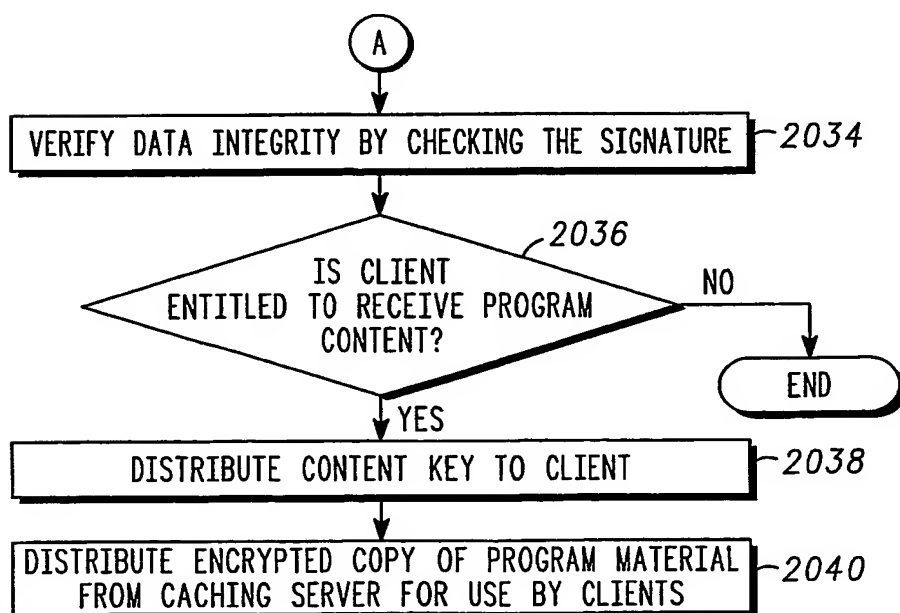 A
VERIFY DATA INTEGRITY BY CHECKING THE SIGNATURE
2034
2036
IS CLIENT
ENTITLED TO RECEIVE PROGRAM
CONTENT?
NO
END
YES
DISTRIBUTE CONTENT KEY TO CLIENT
2038
DISTRIBUTE ENCRYPTED COPY OF PROGRAM MATERIAL
FROM CACHING SERVER FOR USE BY CLIENTS
2040